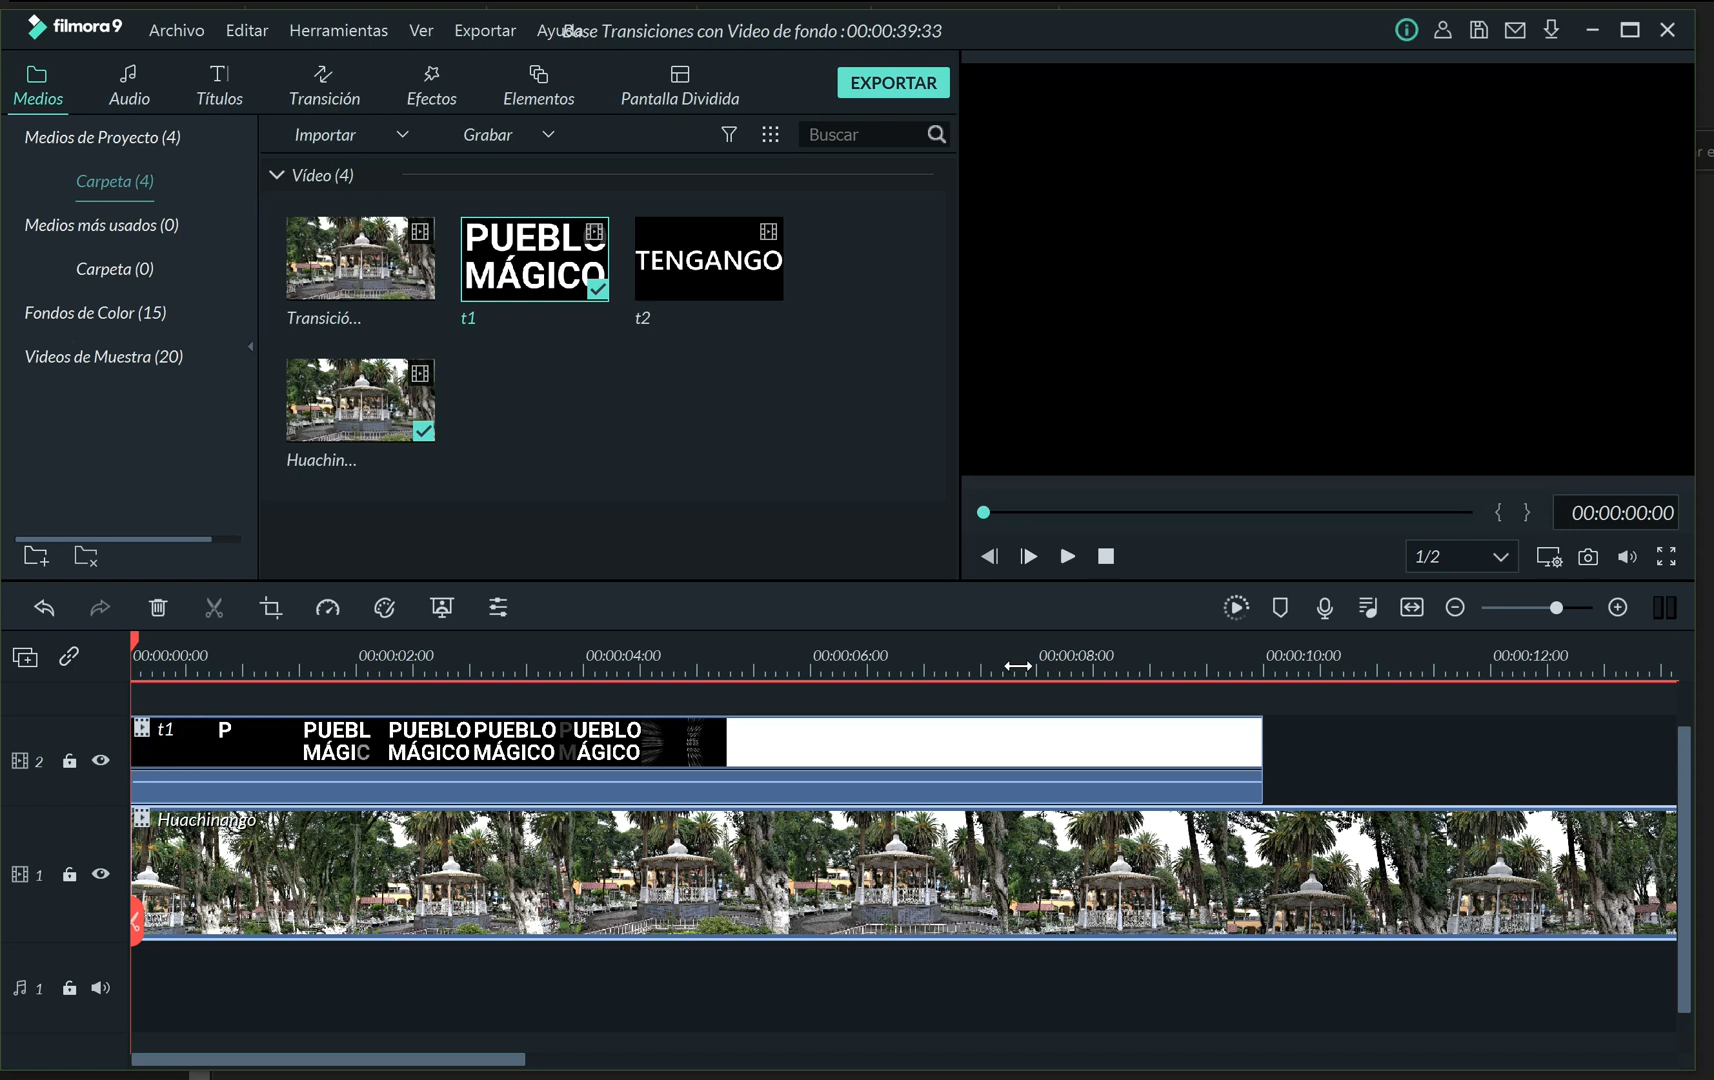 filmora9 Archivo Editar Herramientas Ver Exportar Ayuda Base Transiciones con Video de fondo : 00:00:39:33
Medios Audio Títulos Transición Efectos Elementos Pantalla Dividida EXPORTAR
Medios de Proyecto (4)
Carpeta (4)
Medios más usados (0)
Carpeta (0)
Fondos de Color (15)
Videos de Muestra (20)
Importar Grabar Buscar
Vídeo (4)
PUEBLO
MÁGICO
TENGANGO
Transició... t1 t2
Huachin...
00:00:00:00
1/2
00:00:00:00 00:00:02:00 00:00:04:00 00:00:06:00 00:00:08:00 00:00:10:00 00:00:12:00
2
t1 P PUEBL PUEBLO PUEBLO PUEBLO
MÁGIC MÁGICO MÁGICO MÁGICO
1
Huachinango
1